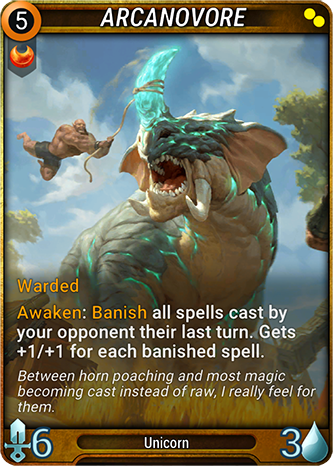 5 ARCANOVORE
Warded
Awaken: Banish all spells cast by
your opponent their last turn. Gets
+1/+1 for each banished spell.
Between horn poaching and most magic
becoming cast instead of raw, I really feel for
them.
6 Unicorn 3